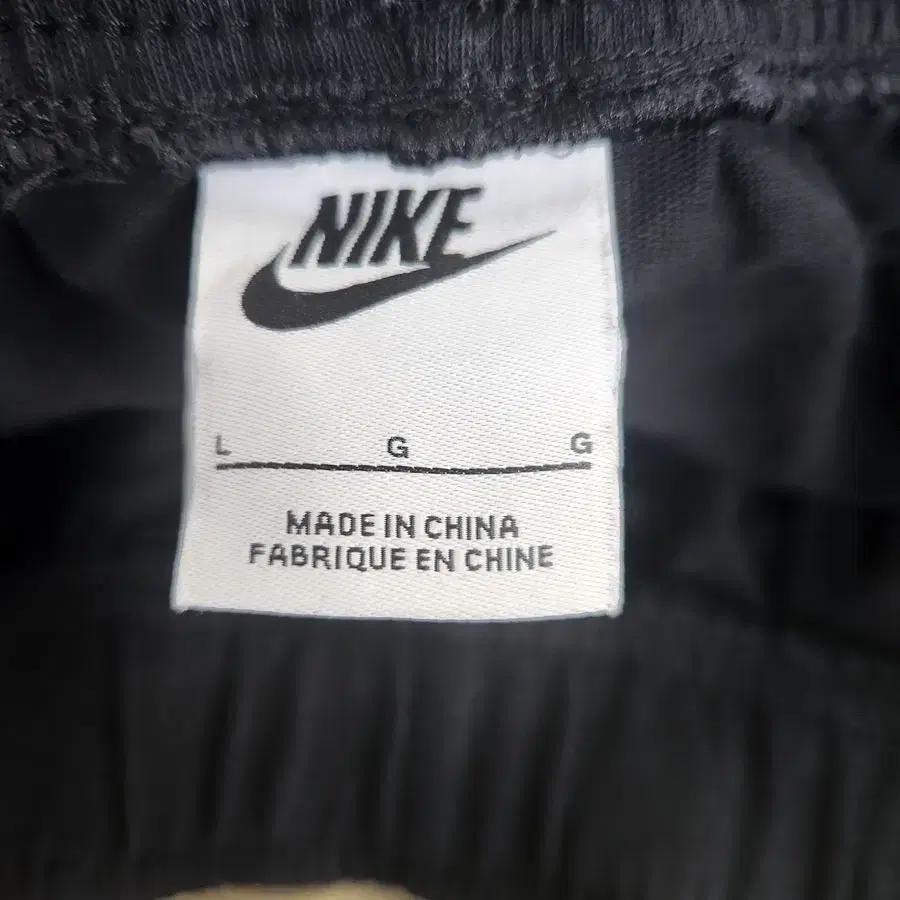 NIKE
L G G
MADE IN CHINA
FABRIQUE EN CHINE